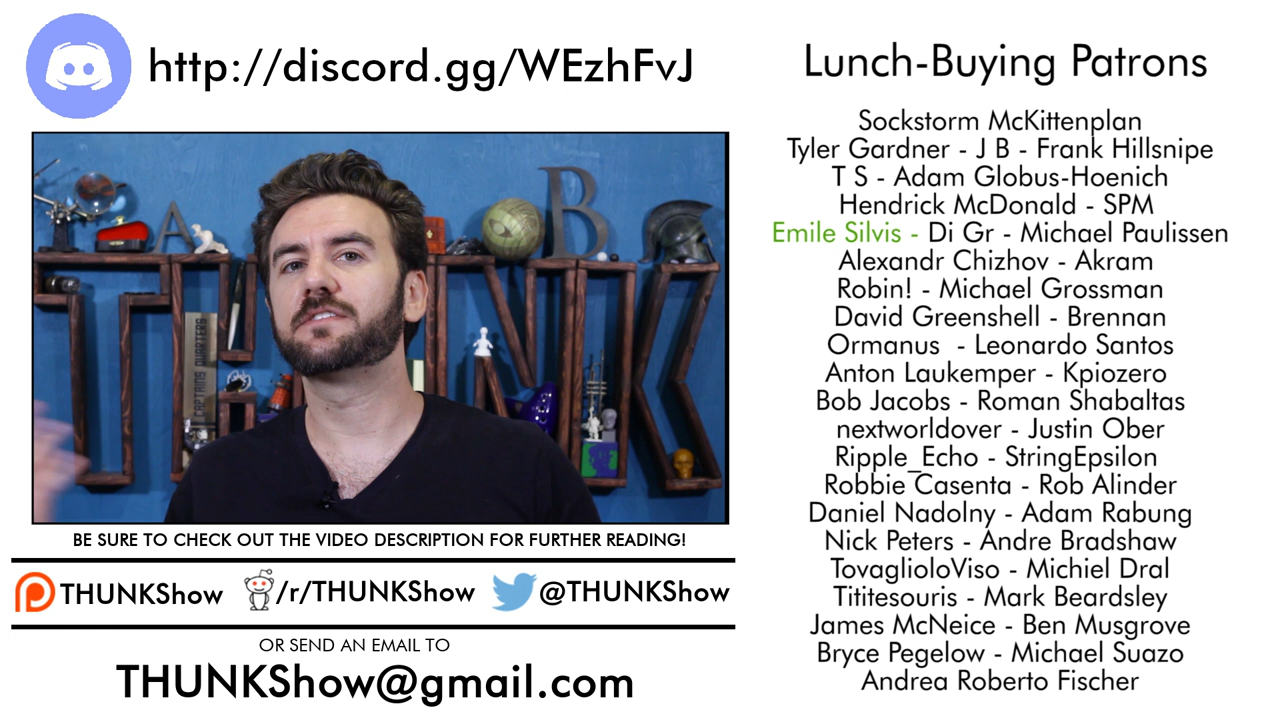 http://discord.gg/WEzhFvJ
A
B
THUNK
CAPTAINS QUARTERS
BE SURE TO CHECK OUT THE VIDEO DESCRIPTION FOR FURTHER READING!
THUNKShow /r/THUNKShow @THUNKShow
OR SEND AN EMAIL TO
THUNKShow@gmail.com
Lunch-Buying Patrons
Sockstorm McKittenplan
Tyler Gardner - J B - Frank Hillsnipe
T S - Adam Globus-Hoenich
Hendrick McDonald - SPM
Emile Silvis - Di Gr - Michael Paulissen
Alexandr Chizhov - Akram
Robin! - Michael Grossman
David Greenshell - Brennan
Ormanus  - Leonardo Santos
Anton Laukemper - Kpiozero
Bob Jacobs - Roman Shabaltas
nextworldover - Justin Ober
Ripple_Echo - StringEpsilon
Robbie Casenta - Rob Alinder
Daniel Nadolny - Adam Rabung
Nick Peters - Andre Bradshaw
TovaglioloViso - Michiel Dral
Tititesouris - Mark Beardsley
James McNeice - Ben Musgrove
Bryce Pegelow - Michael Suazo
Andrea Roberto Fischer